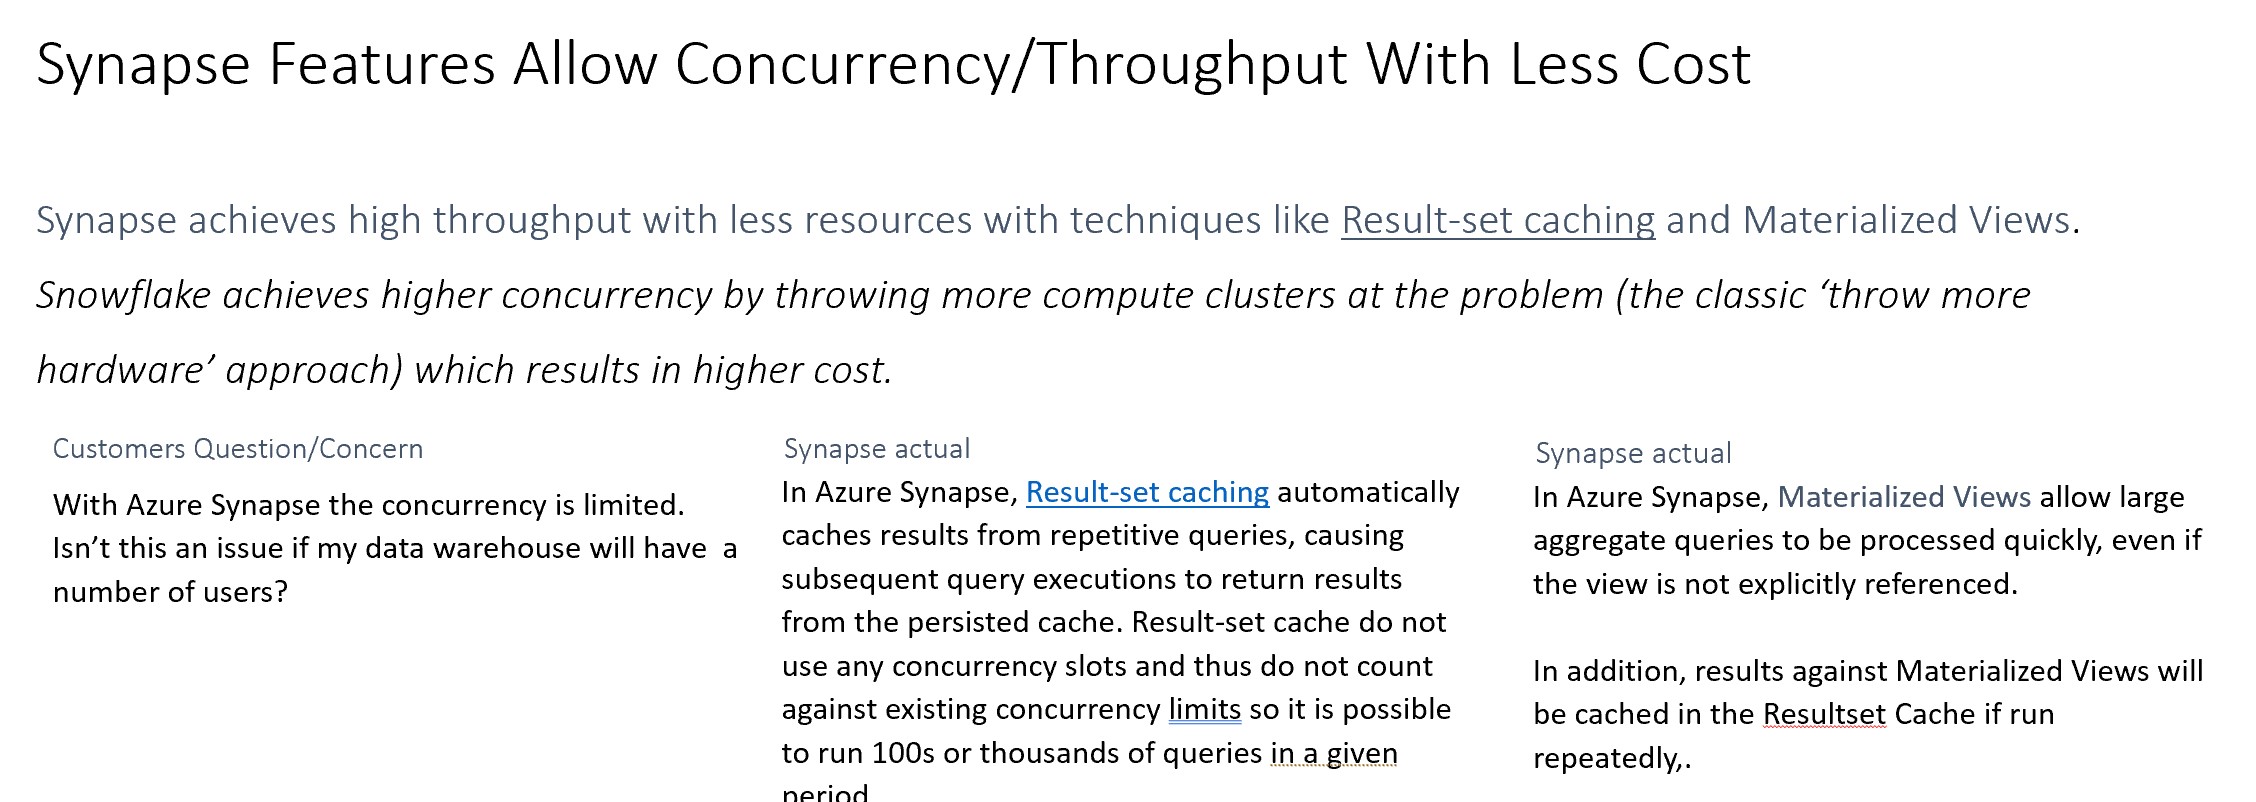 Synapse Features Allow Concurrency/Throughput With Less Cost
Synapse achieves high throughput with less resources with techniques like Result-set caching and Materialized Views.
Snowflake achieves higher concurrency by throwing more compute clusters at the problem (the classic ‘throw more
hardware’ approach) which results in higher cost.
Customers Question/Concern
With Azure Synapse the concurrency is limited.
Isn’t this an issue if my data warehouse will have  a
number of users?
Synapse actual
In Azure Synapse, Result-set caching automatically
caches results from repetitive queries, causing
subsequent query executions to return results
from the persisted cache. Result-set cache do not
use any concurrency slots and thus do not count
against existing concurrency limits so it is possible
to run 100s or thousands of queries in a given
period
Synapse actual
In Azure Synapse, Materialized Views allow large
aggregate queries to be processed quickly, even if
the view is not explicitly referenced.
In addition, results against Materialized Views will
be cached in the Resultset Cache if run
repeatedly,.